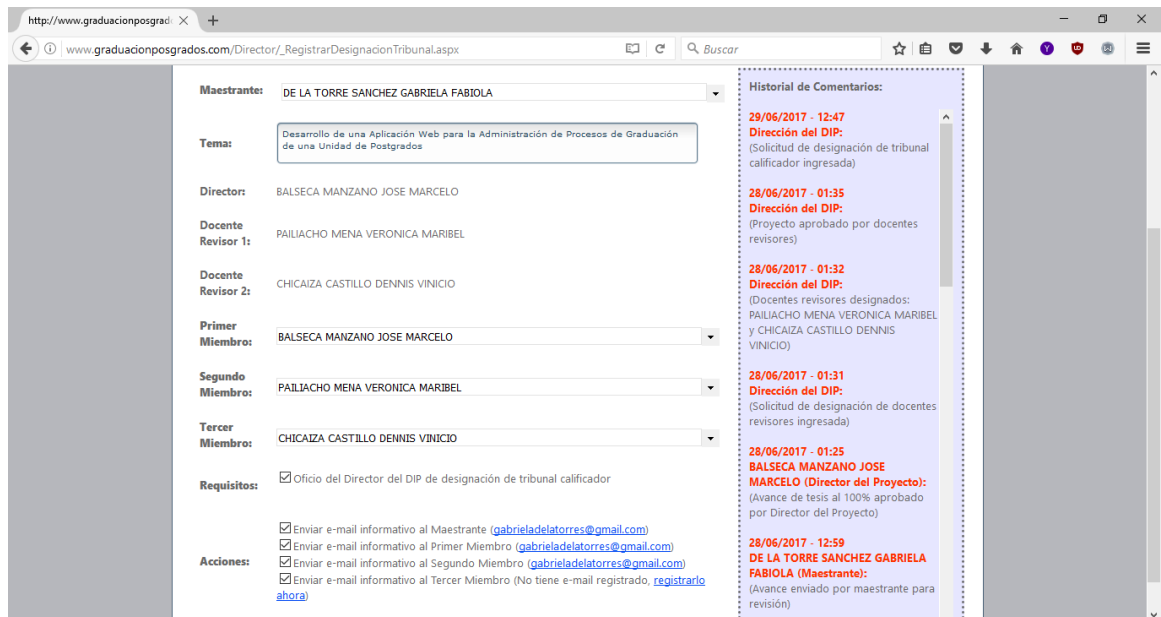 http://www.graduacionposgrad
www.graduacionposgrados.com/Director/_RegistrarDesignacionTribunal.aspx
Buscar
Maestrante:
DE LA TORRE SANCHEZ GABRIELA FABIOLA
Tema:
Desarrollo de una Aplicación Web para la Administración de Procesos de Graduación
de una Unidad de Postgrados
Director:
BALSECA MANZANO JOSE MARCELO
Docente
Revisor 1:
PAILIACHO MENA VERONICA MARIBEL
Docente
Revisor 2:
CHICAIZA CASTILLO DENNIS VINICIO
Primer
Miembro:
BALSECA MANZANO JOSE MARCELO
Segundo
Miembro:
PAILIACHO MENA VERONICA MARIBEL
Tercer
Miembro:
CHICAIZA CASTILLO DENNIS VINICIO
Requisitos:
Oficio del Director del DIP de designación de tribunal calificador
Acciones:
Enviar e-mail informativo al Maestrante (gabrieladelatorres@gmail.com)
Enviar e-mail informativo al Primer Miembro (gabrieladelatorres@gmail.com)
Enviar e-mail informativo al Segundo Miembro (gabrieladelatorres@gmail.com)
Enviar e-mail informativo al Tercer Miembro (No tiene e-mail registrado, registrarlo
ahora)
Historial de Comentarios:
29/06/2017 - 12:47
Dirección del DIP:
(Solicitud de designación de tribunal
calificador ingresada)
28/06/2017 - 01:35
Dirección del DIP:
(Proyecto aprobado por docentes
revisores)
28/06/2017 - 01:32
Dirección del DIP:
(Docentes revisores designados:
PAILIACHO MENA VERONICA MARIBEL
y CHICAIZA CASTILLO DENNIS
VINICIO)
28/06/2017 - 01:31
Dirección del DIP:
(Solicitud de designación de docentes
revisores ingresada)
28/06/2017 - 01:25
BALSECA MANZANO JOSE
MARCELO (Director del Proyecto):
(Avance de tesis al 100% aprobado
por Director del Proyecto)
28/06/2017 - 12:59
DE LA TORRE SANCHEZ GABRIELA
FABIOLA (Maestrante):
(Avance enviado por maestrante para
revisión)